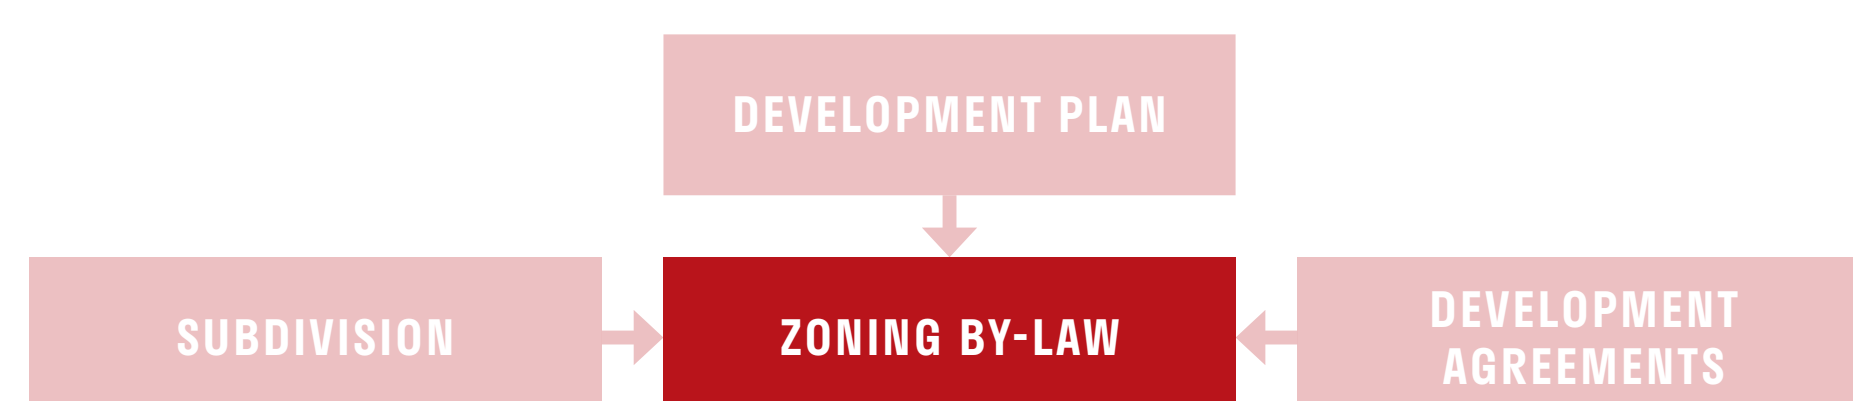 DEVELOPMENT PLAN
SUBDIVISION
ZONING BY-LAW
DEVELOPMENT
AGREEMENTS